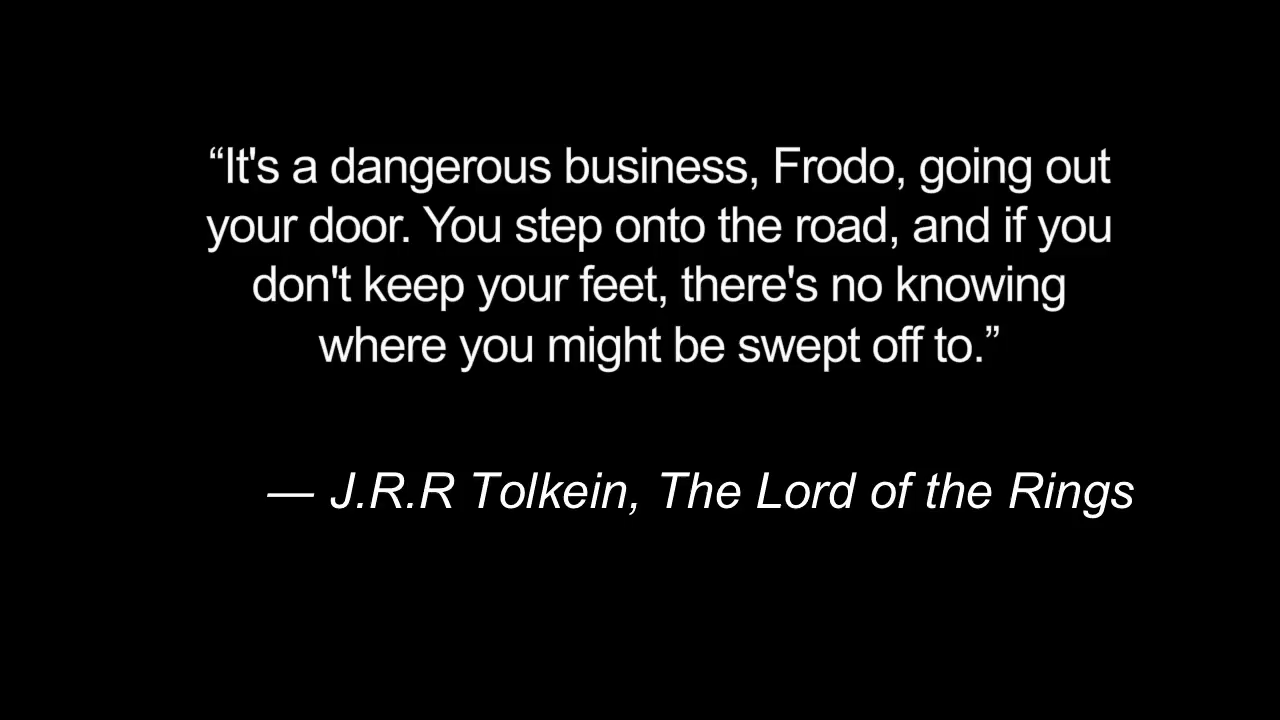 “It's a dangerous business, Frodo, going out
your door. You step onto the road, and if you
don't keep your feet, there's no knowing
where you might be swept off to.”
— J.R.R Tolkein, The Lord of the Rings